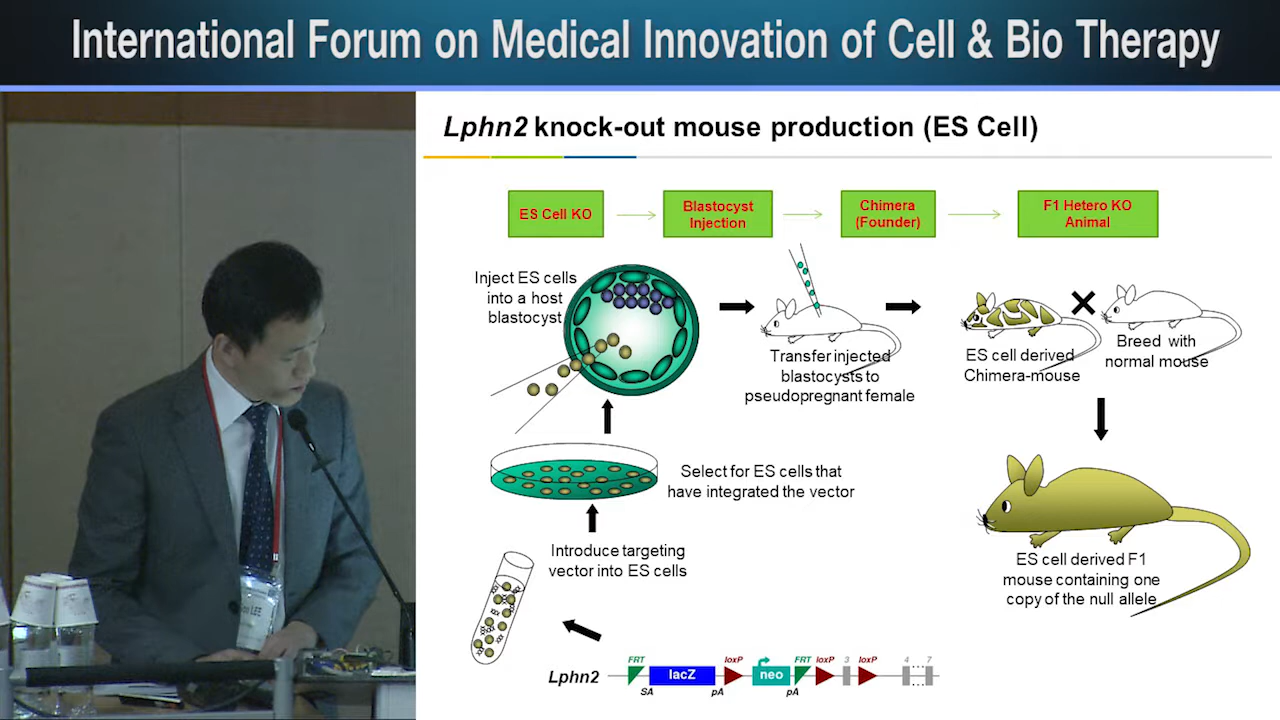 International Forum on Medical Innovation of Cell & Bio Therapy
Lphn2 knock-out mouse production (ES Cell)
ES Cell KO
Blastocyst
Injection
Chimera
(Founder)
F1 Hetero KO
Animal
Inject ES cells
into a host
blastocyst
Transfer injected
blastocysts to
pseudopregnant female
ES cell derived
Chimera-mouse
Breed with
normal mouse
Select for ES cells that
have integrated the vector
Introduce targeting
vector into ES cells
ES cell derived F1
mouse containing one
copy of the null allele
Lphn2
FRT
lacZ
loxP
neo
FRT
loxP
3
loxP
4
7
SA
pA
pA
LEE